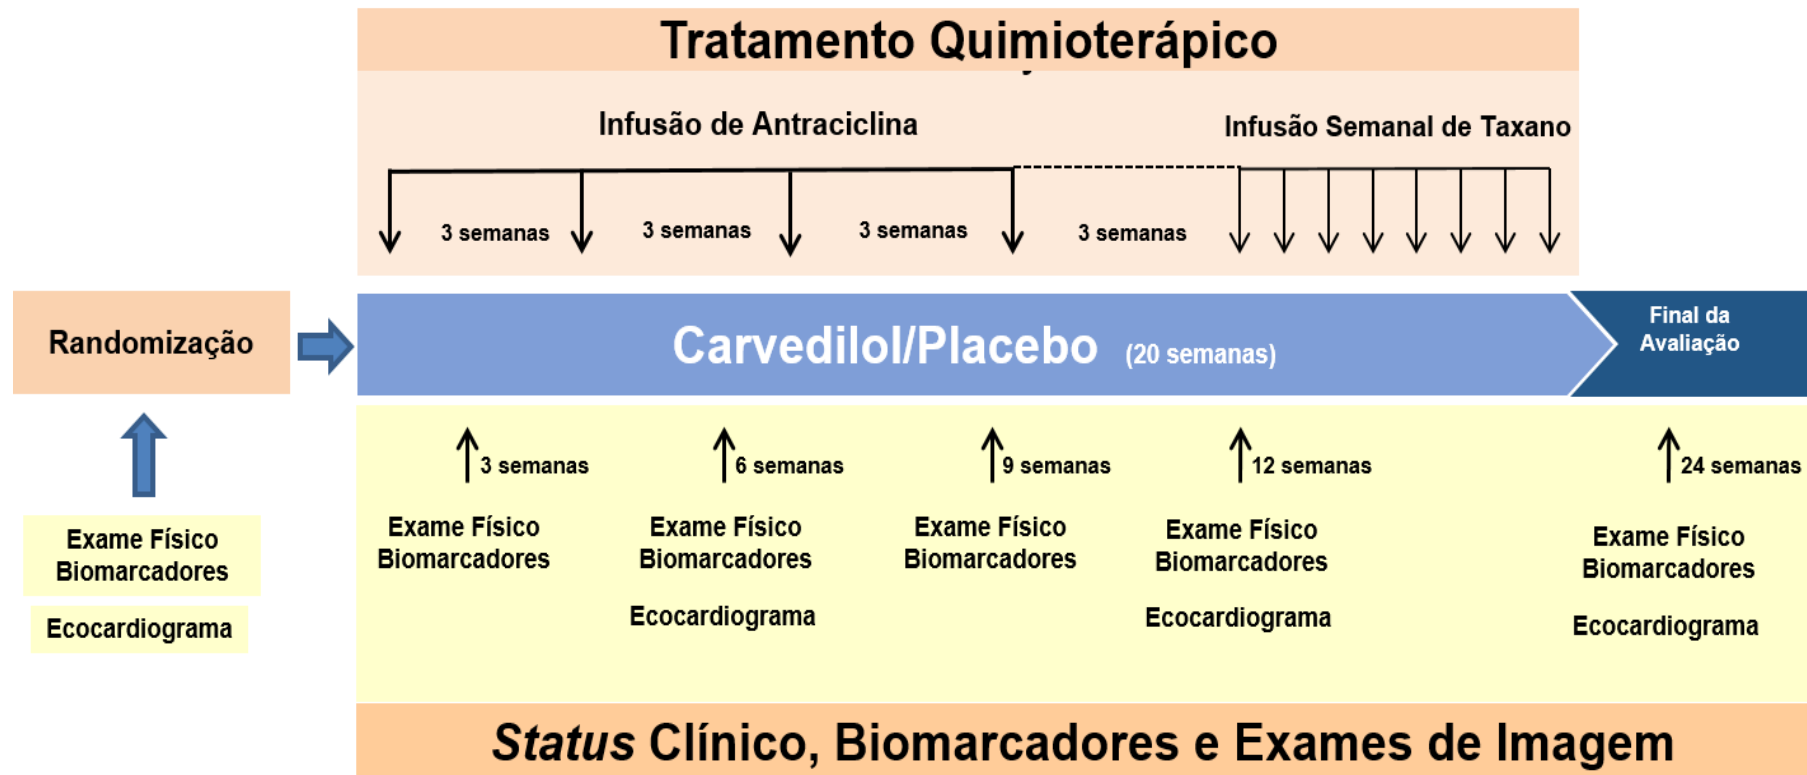 Tratamento Quimioterápico
Infusão de Antraciclina
Infusão Semanal de Taxano
3 semanas
3 semanas
3 semanas
3 semanas
Randomização
Carvedilol/Placebo (20 semanas)
Final da
Avaliação
3 semanas
6 semanas
9 semanas
12 semanas
24 semanas
Exame Físico
Biomarcadores
Ecocardiograma
Exame Físico
Biomarcadores
Exame Físico
Biomarcadores
Ecocardiograma
Exame Físico
Biomarcadores
Exame Físico
Biomarcadores
Ecocardiograma
Exame Físico
Biomarcadores
Ecocardiograma
Status Clínico, Biomarcadores e Exames de Imagem